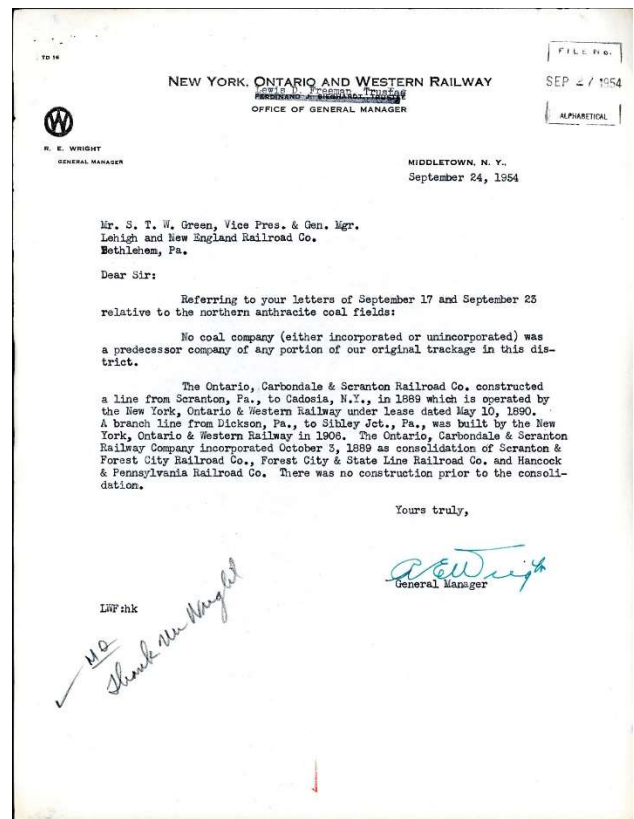 TD 16
FILE No.
SEP 27 1954
ALPHABETICAL
NEW YORK, ONTARIO AND WESTERN RAILWAY
Lewis D. Freeman, Trustee
OFFICE OF GENERAL MANAGER
W
R. E. WRIGHT
GENERAL MANAGER
MIDDLETOWN, N. Y.,
September 24, 1954
Mr. S. T. W. Green, Vice Pres. & Gen. Mgr.
Lehigh and New England Railroad Co.
Bethlehem, Pa.
Dear Sir:
Referring to your letters of September 17 and September 23
relative to the northern anthracite coal fields:
No coal company (either incorporated or unincorporated) was
a predecessor company of any portion of our original trackage in this dis-
trict.
The Ontario, Carbondale & Scranton Railroad Co. constructed
a line from Scranton, Pa., to Cadosia, N.Y., in 1889 which is operated by
the New York, Ontario & Western Railway under lease dated May 10, 1890.
A branch line from Dickson, Pa., to Sibley Jct., Pa., was built by the New
York, Ontario & Western Railway in 1906. The Ontario, Carbondale & Scranton
Railway Company incorporated October 3, 1889 as consolidation of Scranton &
Forest City Railroad Co., Forest City & State Line Railroad Co. and Hancock
& Pennsylvania Railroad Co. There was no construction prior to the consoli-
dation.
Yours truly,
General Manager
LWF:hk
Thank Mr Wright